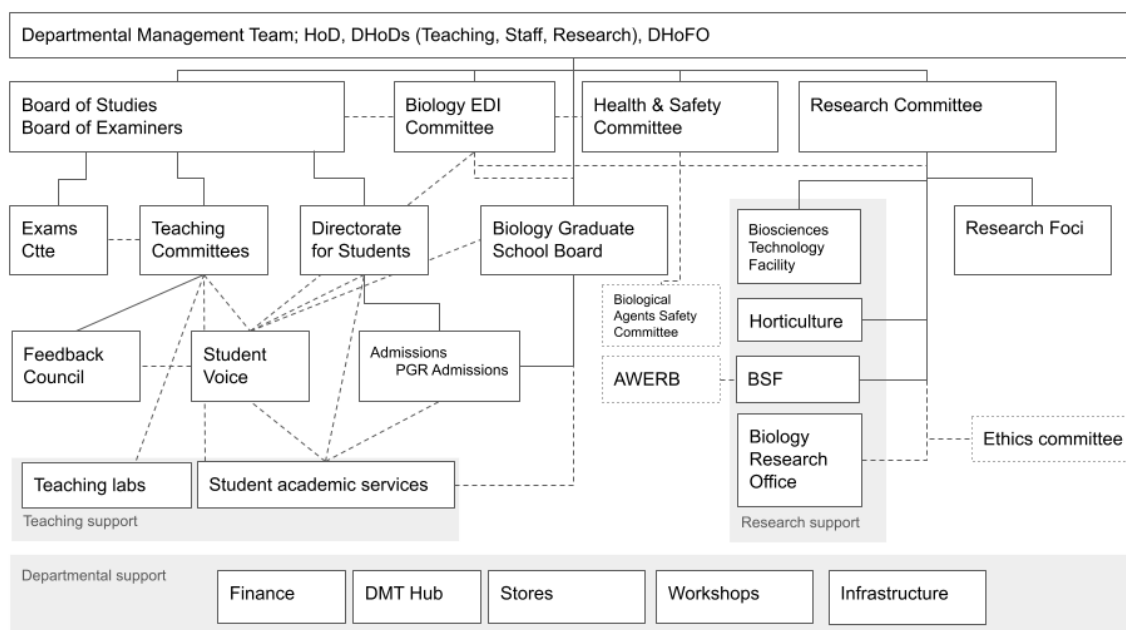 Departmental Management Team; HoD, DHoDs (Teaching, Staff, Research), DHoFO
Board of Studies
Board of Examiners
Biology EDI
Committee
Health & Safety
Committee
Research Committee
Exams
Ctte
Teaching
Committees
Directorate
for Students
Biology Graduate
School Board
Biosciences
Technology
Facility
Research Foci
Biological
Agents Safety
Committee
Horticulture
Feedback
Council
Student
Voice
Admissions
PGR Admissions
AWERB
BSF
Biology
Research
Office
Ethics committee
Teaching labs
Student academic services
Teaching support
Research support
Departmental support
Finance
DMT Hub
Stores
Workshops
Infrastructure